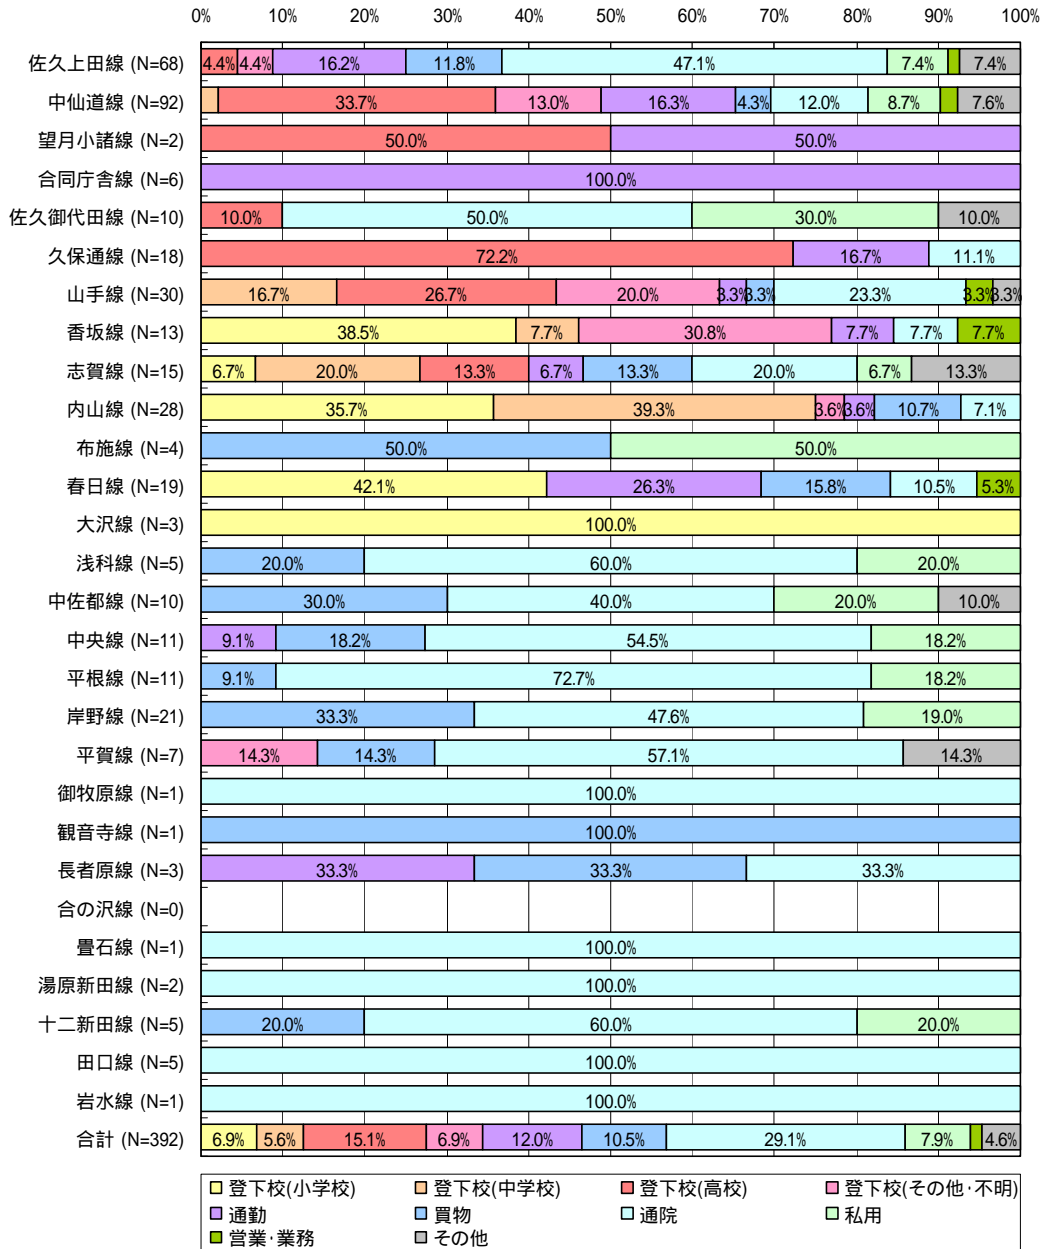 0% 10% 20% 30% 40% 50% 60% 70% 80% 90% 100%
佐久上田線 (N=68) 4.4% 4.4% 16.2% 11.8% 47.1% 7.4% 7.4%
中仙道線 (N=92) 33.7% 13.0% 16.3% 4.3% 12.0% 8.7% 7.6%
望月小諸線 (N=2) 50.0% 50.0%
合同庁舎線 (N=6) 100.0%
佐久御代田線 (N=10) 10.0% 50.0% 30.0% 10.0%
久保通線 (N=18) 72.2% 16.7% 11.1%
山手線 (N=30) 16.7% 26.7% 20.0% 3.3% 3.3% 23.3% 3.3% 3.3%
香坂線 (N=13) 38.5% 7.7% 30.8% 7.7% 7.7% 7.7%
志賀線 (N=15) 6.7% 20.0% 13.3% 6.7% 13.3% 20.0% 6.7% 13.3%
内山線 (N=28) 35.7% 39.3% 3.6% 3.6% 10.7% 7.1%
布施線 (N=4) 50.0% 50.0%
春日線 (N=19) 42.1% 26.3% 15.8% 10.5% 5.3%
大沢線 (N=3) 100.0%
浅科線 (N=5) 20.0% 60.0% 20.0%
中佐都線 (N=10) 30.0% 40.0% 20.0% 10.0%
中央線 (N=11) 9.1% 18.2% 54.5% 18.2%
平根線 (N=11) 9.1% 72.7% 18.2%
岸野線 (N=21) 33.3% 47.6% 19.0%
平賀線 (N=7) 14.3% 14.3% 57.1% 14.3%
御牧原線 (N=1) 100.0%
観音寺線 (N=1) 100.0%
長者原線 (N=3) 33.3% 33.3% 33.3%
合の沢線 (N=0)
畳石線 (N=1) 100.0%
湯原新田線 (N=2) 100.0%
十二新田線 (N=5) 20.0% 60.0% 20.0%
田口線 (N=5) 100.0%
岩水線 (N=1) 100.0%
合計 (N=392) 6.9% 5.6% 15.1% 6.9% 12.0% 10.5% 29.1% 7.9% 4.6%
登下校(小学校) 登下校(中学校) 登下校(高校) 登下校(その他・不明)
通勤 買物 通院 私用
営業・業務 その他